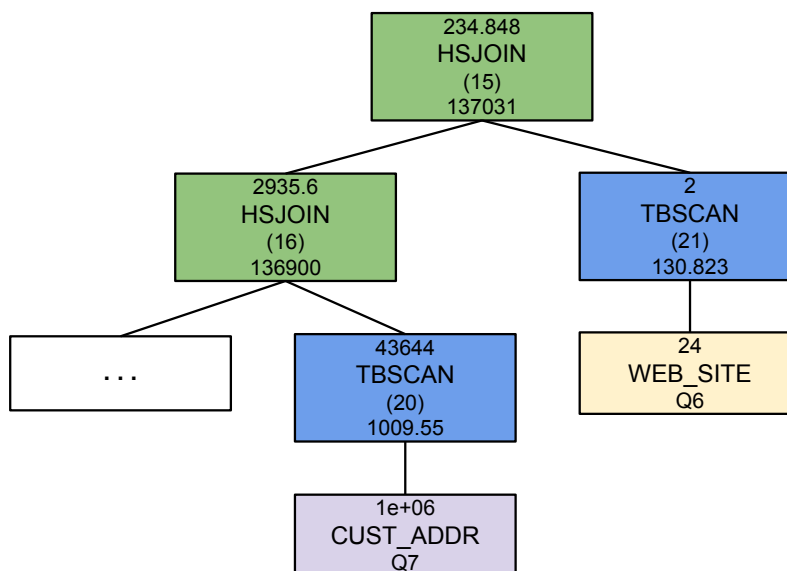 234.848
HSJOIN
(15)
137031
2935.6
HSJOIN
(16)
136900
2
TBSCAN
(21)
130.823
...
43644
TBSCAN
(20)
1009.55
24
WEB_SITE
Q6
1e+06
CUST_ADDR
Q7